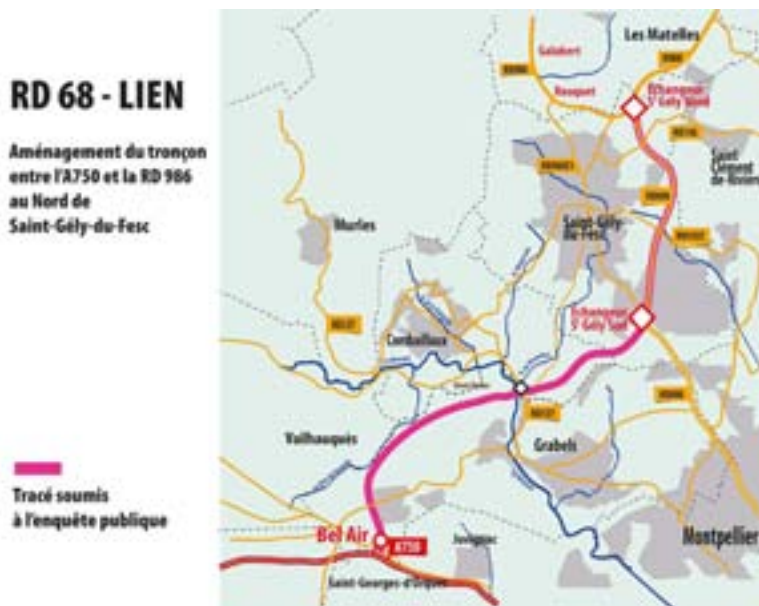 RD 68 - LIEN
Aménagement du tronçon
entre l'A750 et la RD 986
au Nord de
Saint-Gély-du-Fesc
Tracé soumis
à l'enquête publique
Les Matelles
Galabert
Rouquet
Échangeur
St Gély Nord
Saint
Clément
de-Rivière
Saint-Gély-
du-Fesc
Murles
Échangeur
St Gély Sud
Combaillaux
Vailhauquès
Grabels
Bel Air
A750
Juvignac
Montpellier
Saint-Georges-d'Orques